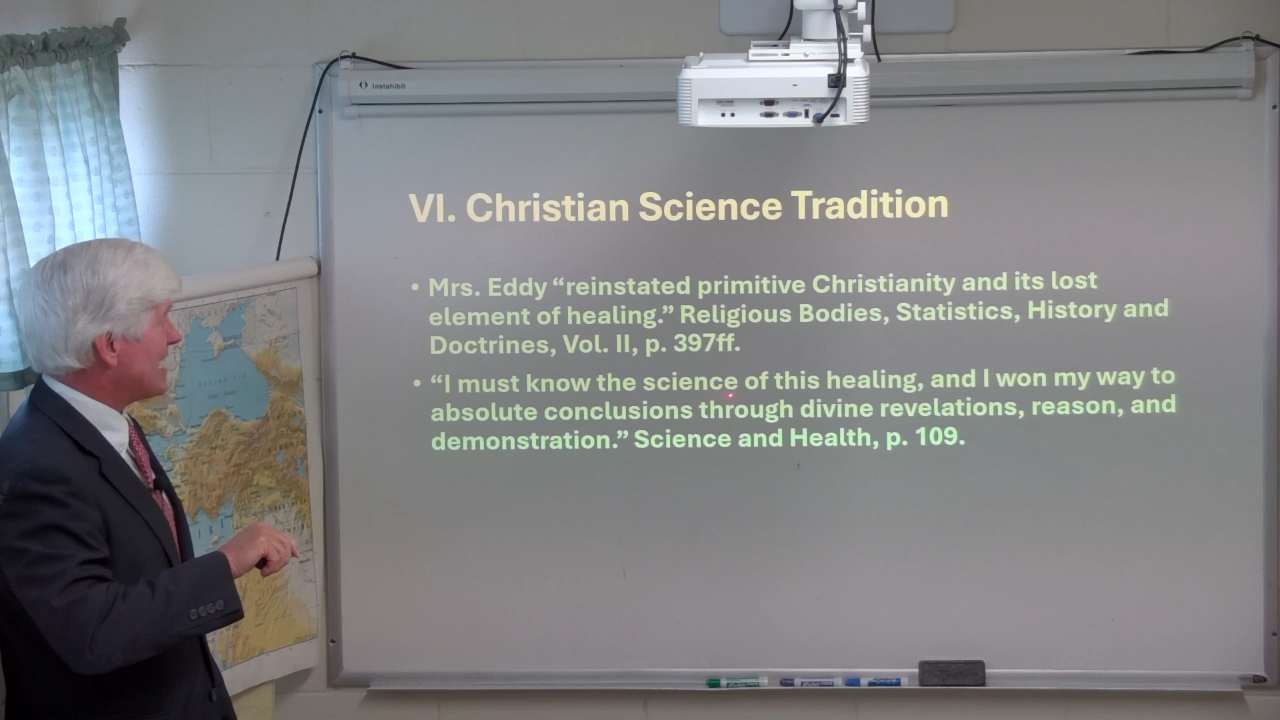 Instahibit
VI. Christian Science Tradition
• Mrs. Eddy “reinstated primitive Christianity and its lost
element of healing.” Religious Bodies, Statistics, History and
Doctrines, Vol. II, p. 397ff.
• “I must know the science of this healing, and I won my way to
absolute conclusions through divine revelations, reason, and
demonstration.” Science and Health, p. 109.